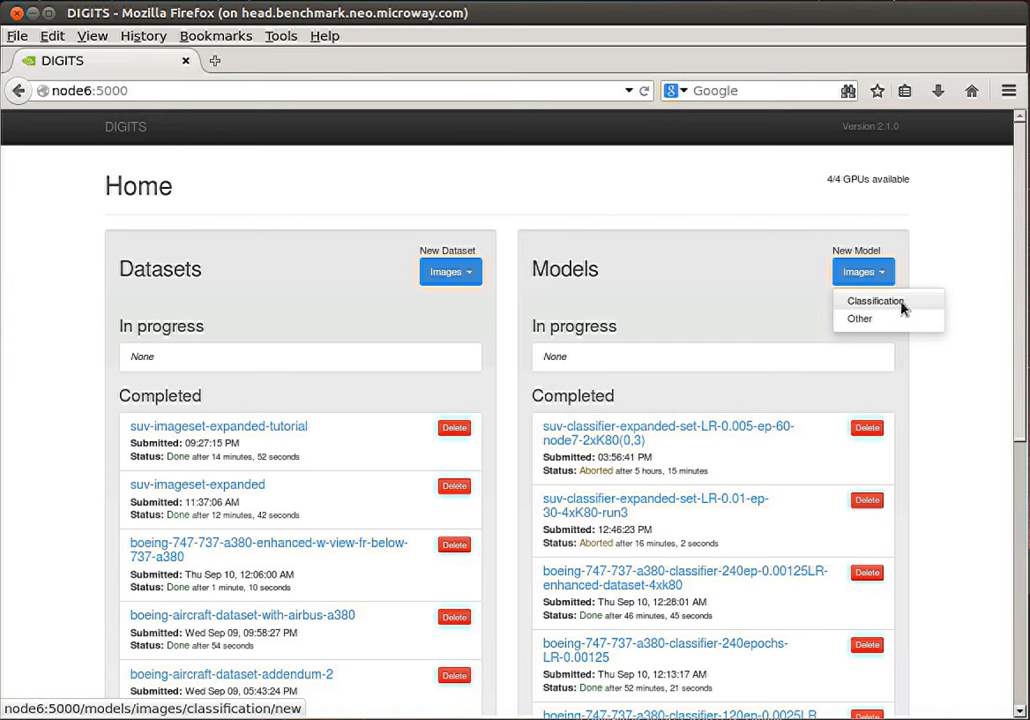 DIGITS - Mozilla Firefox (on head.benchmark.neo.microway.com)
File Edit View History Bookmarks Tools Help
DIGITS
node6:5000
Google
DIGITS
Version 2.1.0
Home
4/4 GPUs available
Datasets
New Dataset
Images
In progress
None
Completed
suv-imageset-expanded-tutorial
Delete
Submitted: 09:27:15 PM
Status: Done after 14 minutes, 52 seconds
suv-imageset-expanded
Delete
Submitted: 11:37:06 AM
Status: Done after 12 minutes, 42 seconds
boeing-747-737-a380-enhanced-w-view-fr-below-
737-a380
Delete
Submitted: Thu Sep 10, 12:06:00 AM
Status: Done after 1 minute, 10 seconds
boeing-aircraft-dataset-with-airbus-a380
Delete
Submitted: Wed Sep 09, 09:58:27 PM
Status: Done after 54 seconds
boeing-aircraft-dataset-addendum-2
Delete
Submitted: Wed Sep 09, 05:43:24 PM
Models
New Model
Images
Classification
Other
In progress
None
Completed
suv-classifier-expanded-set-LR-0.005-ep-60-
node7-2xK80(0,3)
Delete
Submitted: 03:56:41 PM
Status: Aborted after 5 hours, 15 minutes
suv-classifier-expanded-set-LR-0.01-ep-
30-4xK80-run3
Delete
Submitted: 12:46:23 PM
Status: Aborted after 16 minutes, 2 seconds
boeing-747-737-a380-classifier-240ep-0.00125LR-
enhanced-dataset-4xk80
Delete
Submitted: Thu Sep 10, 12:28:01 AM
Status: Done after 46 minutes, 45 seconds
boeing-747-737-a380-classifier-240epochs-
LR-0.00125
Delete
Submitted: Thu Sep 10, 12:13:17 AM
Status: Done after 52 minutes, 21 seconds
boeing-747-737-a380-classifier-120ep-0.0025LR
Delete
node6:5000/models/images/classification/new